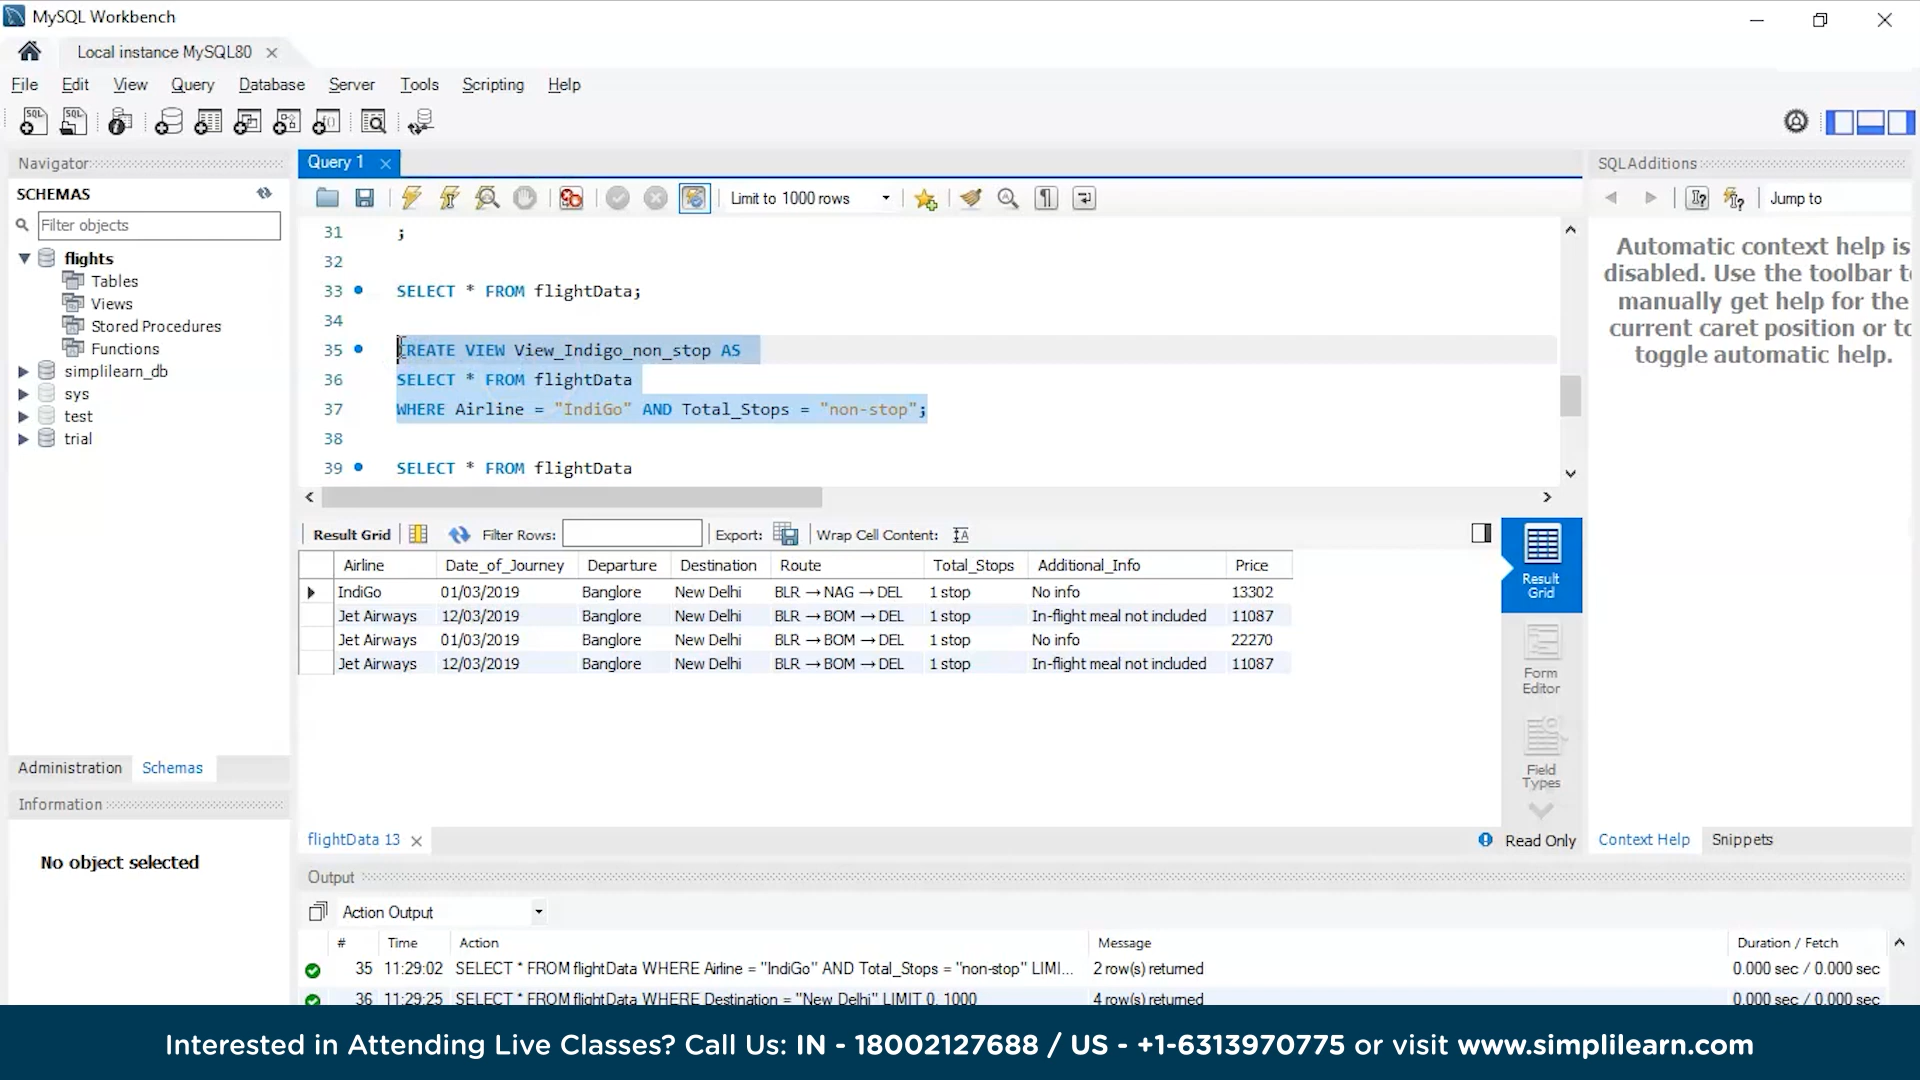 MySQL Workbench
Local instance MySQL80
File Edit View Query Database Server Tools Scripting Help
Navigator
SCHEMAS
Filter objects
flights
Tables
Views
Stored Procedures
Functions
simplilearn_db
sys
test
trial
Administration Schemas
Information
No object selected
Query 1
Limit to 1000 rows
31 ;
32
33 SELECT * FROM flightData;
34
35 CREATE VIEW View_Indigo_non_stop AS
36 SELECT * FROM flightData
37 WHERE Airline = "IndiGo" AND Total_Stops = "non-stop";
38
39 SELECT * FROM flightData
Result Grid Filter Rows: Export: Wrap Cell Content:
Airline Date_of_Journey Departure Destination Route Total_Stops Additional_Info Price
IndiGo 01/03/2019 Banglore New Delhi BLR → NAG → DEL 1 stop No info 13302
Jet Airways 12/03/2019 Banglore New Delhi BLR → BOM → DEL 1 stop In-flight meal not included 11087
Jet Airways 01/03/2019 Banglore New Delhi BLR → BOM → DEL 1 stop No info 22270
Jet Airways 12/03/2019 Banglore New Delhi BLR → BOM → DEL 1 stop In-flight meal not included 11087
Result
Grid
Form
Editor
Field
Types
flightData 13
Read Only
SQLAdditions
Jump to
Automatic context help is
disabled. Use the toolbar t
manually get help for the
current caret position or to
toggle automatic help.
Context Help Snippets
Output
Action Output
# Time Action Message Duration / Fetch
35 11:29:02 SELECT * FROM flightData WHERE Airline = "IndiGo" AND Total_Stops = "non-stop" LIMI... 2 row(s) returned 0.000 sec / 0.000 sec
36 11:29:25 SELECT * FROM flightData WHERE Destination = "New Delhi" LIMIT 0, 1000 4 row(s) returned 0.000 sec / 0.000 sec
Interested in Attending Live Classes? Call Us: IN - 18002127688 / US - +1-6313970775 or visit www.simplilearn.com